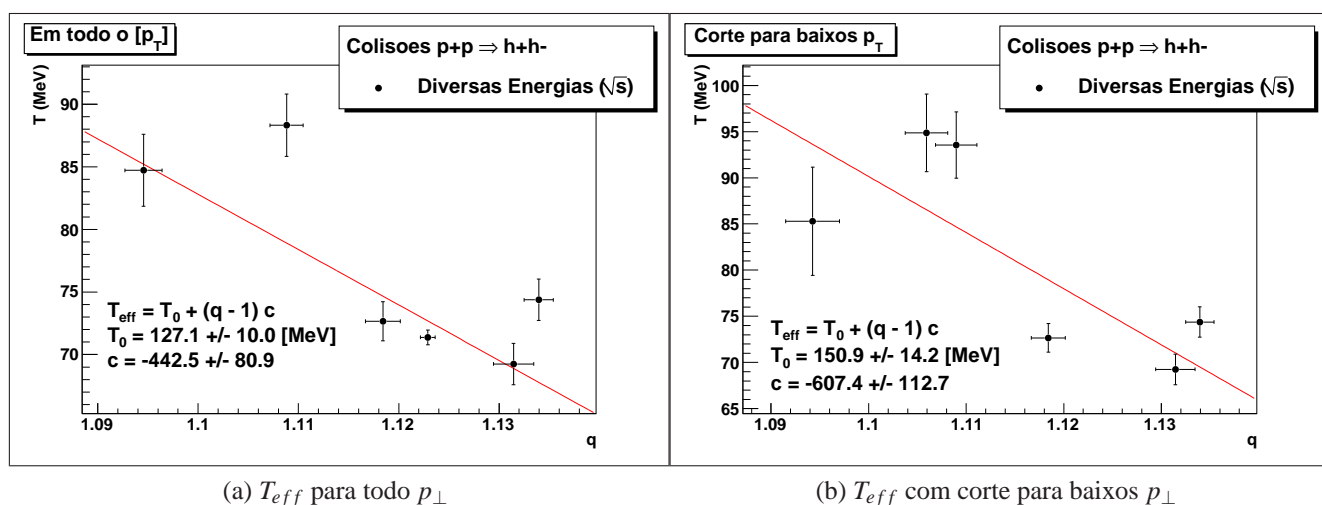 Em todo o [p_T]
Colisoes p+p ⇒ h+h-
Diversas Energias (√s)
T (MeV)
90
85
80
75
70
T_eff = T_0 + (q - 1) c
T_0 = 127.1 +/- 10.0 [MeV]
c = -442.5 +/- 80.9
1.09 1.1 1.11 1.12 1.13
q
(a) T_eff para todo p_⊥
Corte para baixos p_T
Colisoes p+p ⇒ h+h-
Diversas Energias (√s)
T (MeV)
100
95
90
85
80
75
70
65
T_eff = T_0 + (q - 1) c
T_0 = 150.9 +/- 14.2 [MeV]
c = -607.4 +/- 112.7
1.09 1.1 1.11 1.12 1.13
q
(b) T_eff com corte para baixos p_⊥